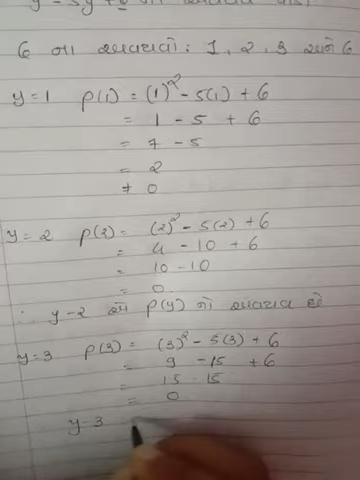 6 ના અવયવો : 1, 2, 3 અને 6
y = 1 p(1) = (1)² - 5(1) + 6
= 1 - 5 + 6
= 7 - 5
= 2
≠ 0
y = 2 p(2) = (2)² - 5(2) + 6
= 4 - 10 + 6
= 10 - 10
= 0.
∴ y-2 એ p(y) નો અવયવ છે
y = 3 p(3) = (3)² - 5(3) + 6
= 9 - 15 + 6
= 15 - 15
= 0
y-3